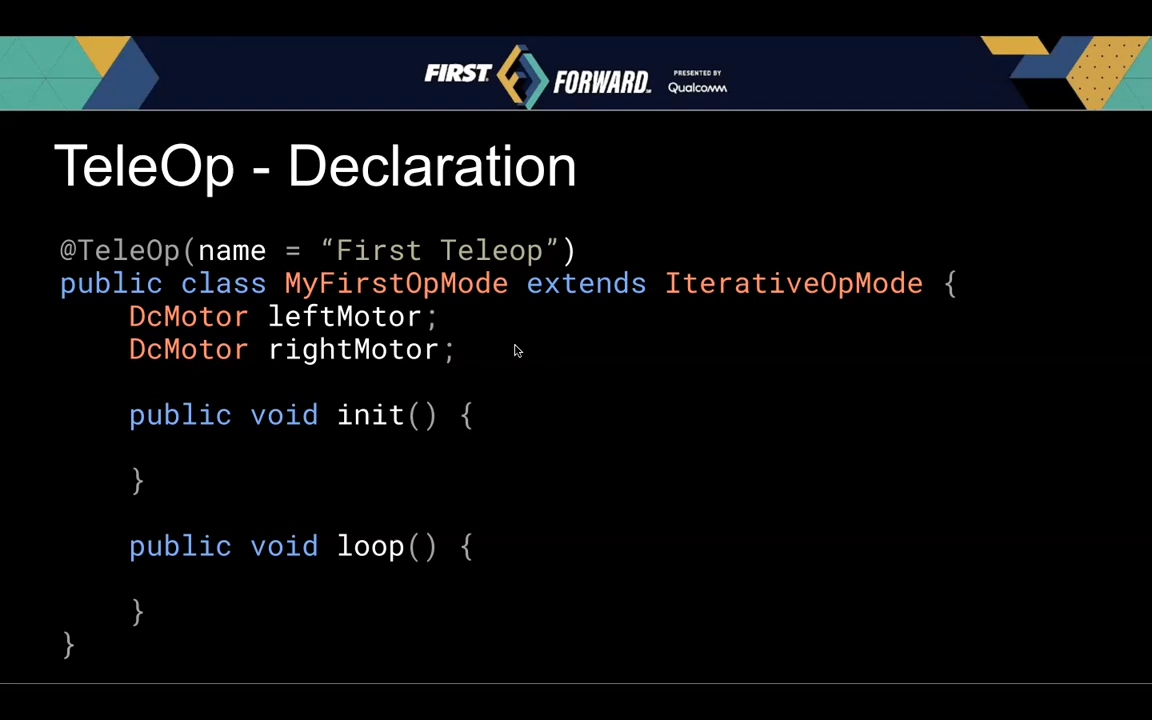 FIRST FORWARD PRESENTED BY Qualcomm
TeleOp - Declaration
@TeleOp(name = “First Teleop”)
public class MyFirstOpMode extends IterativeOpMode {
    DcMotor leftMotor;
    DcMotor rightMotor;
    public void init() {
    }
    public void loop() {
    }
}